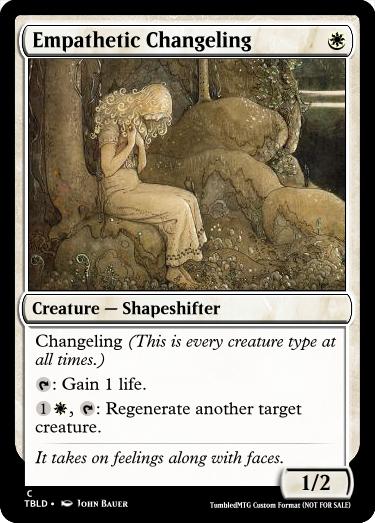 Empathetic Changeling
Creature — Shapeshifter
Changeling (This is every creature type at
all times.)
: Gain 1 life.
1 , : Regenerate another target
creature.
It takes on feelings along with faces.
1/2
C
TBLD • John Bauer
TumbledMTG Custom Format (NOT FOR SALE)